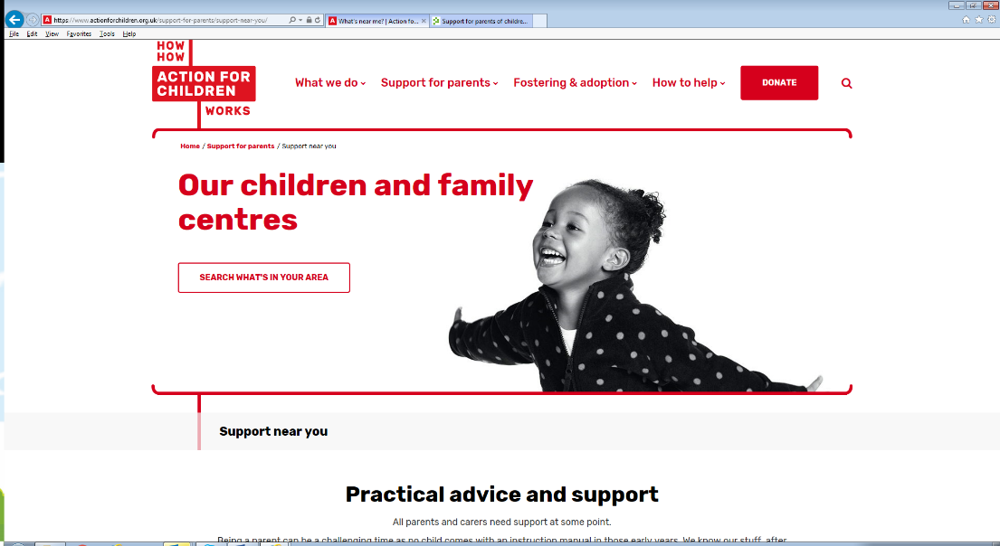 https://www.actionforchildren.org.uk/support-for-parents/support-near-you/
What's near me? | Action fo...
Support for parents of childre...
File Edit View Favorites Tools Help
HOW
HOW
ACTION FOR
CHILDREN
WORKS
What we do
Support for parents
Fostering & adoption
How to help
DONATE
Home / Support for parents / Support near you
Our children and family
centres
SEARCH WHAT'S IN YOUR AREA
Support near you
Practical advice and support
All parents and carers need support at some point.
Being a parent can be a challenging time as no child comes with an instruction manual in those early years. We know our stuff, after